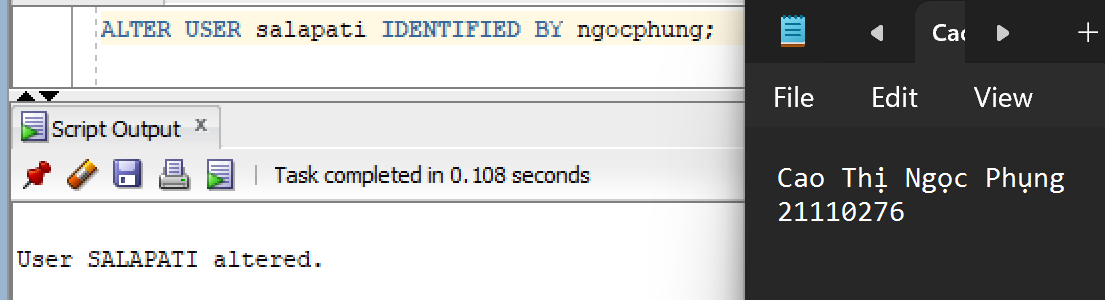 ALTER USER salapati IDENTIFIED BY ngocphung;
Script Output x
Task completed in 0.108 seconds
User SALAPATI altered.
Cao
File Edit View
Cao Thị Ngọc Phụng
21110276